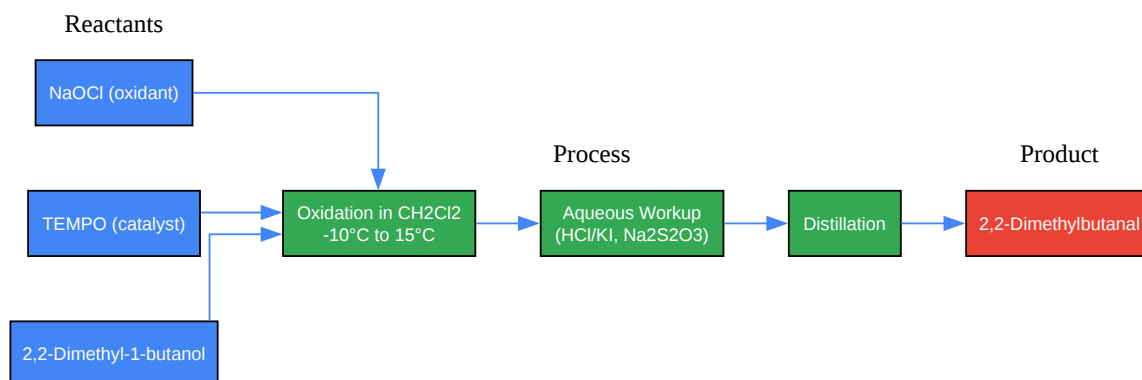 Reactants
NaOCl (oxidant)
Process
Product
TEMPO (catalyst)
Oxidation in CH2Cl2
-10°C to 15°C
Aqueous Workup
(HCl/KI, Na2S2O3)
Distillation
2,2-Dimethylbutanal
2,2-Dimethyl-1-butanol